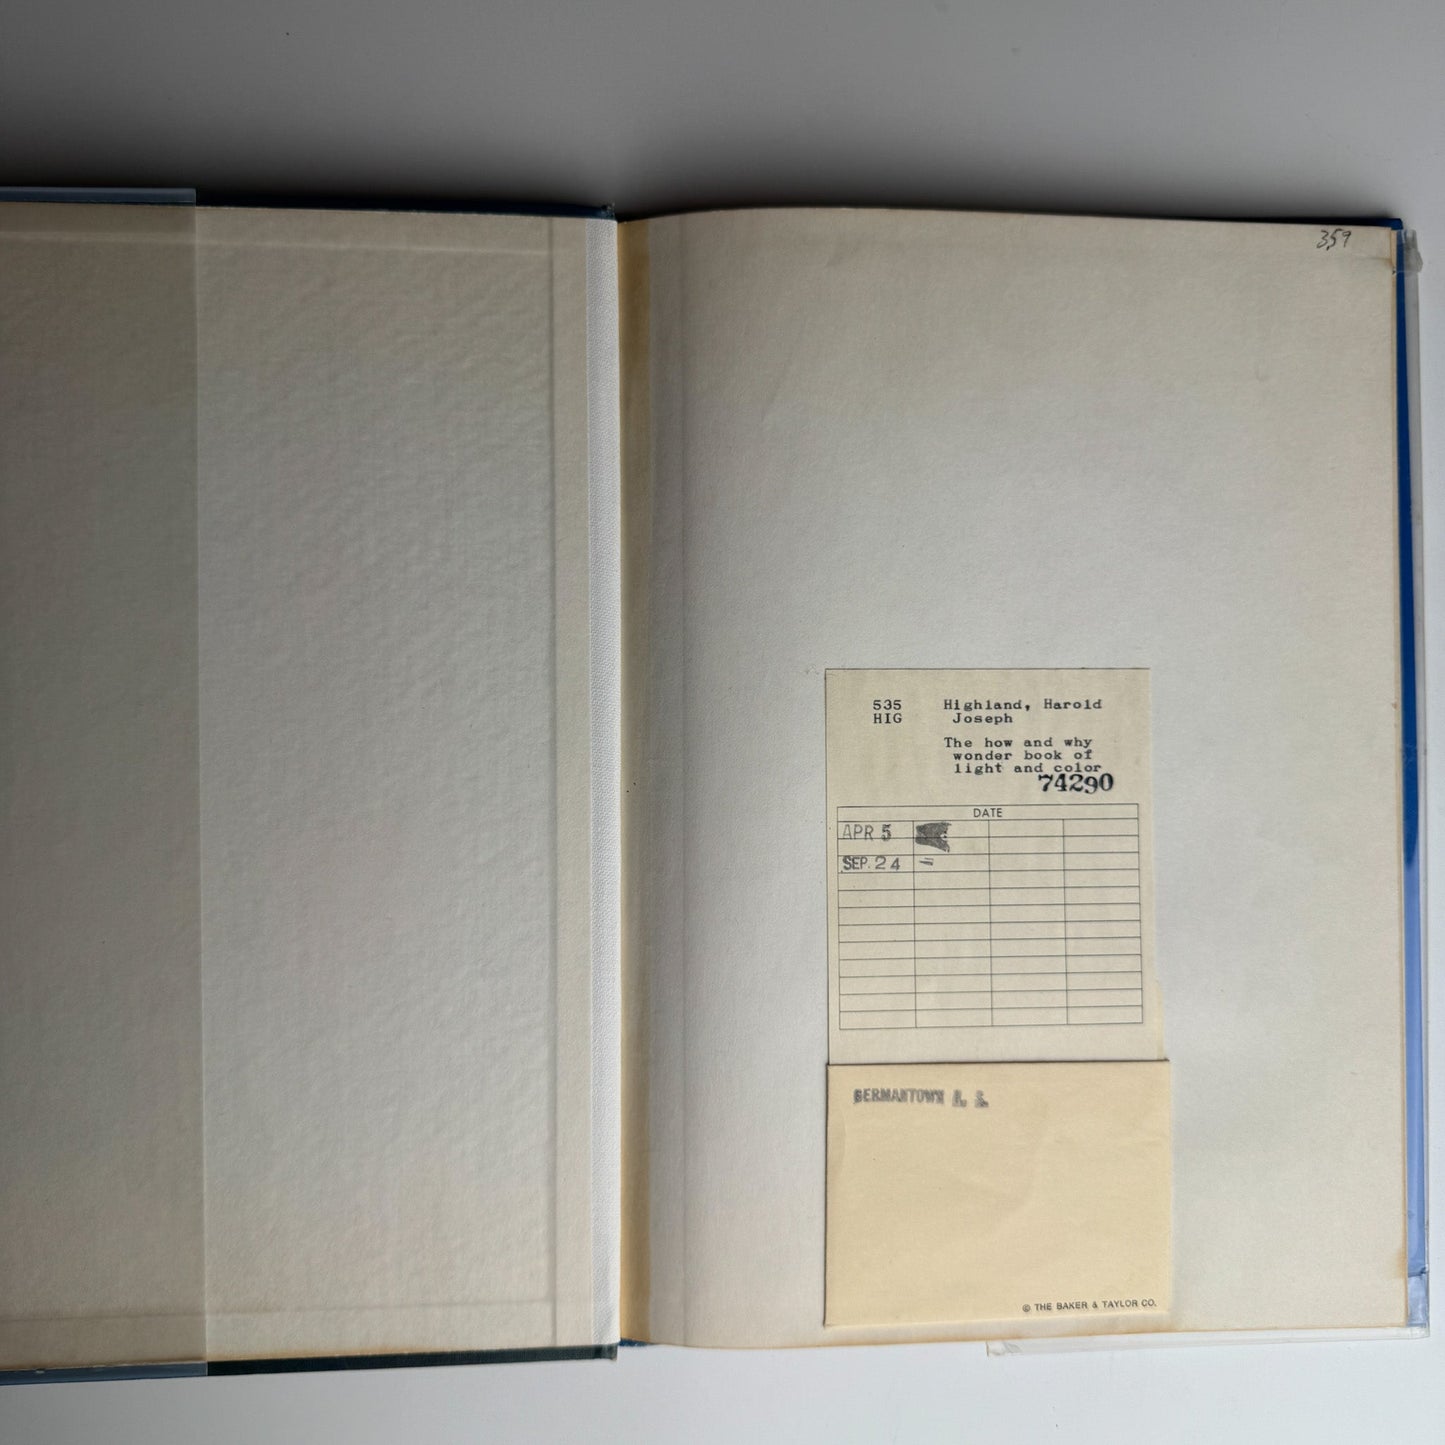 359
535 Highland, Harold
HIG Joseph
The how and why
wonder book of
light and color
74290
DATE
APR 5
SEP. 24
GERMANTOWN
© THE BAKER & TAYLOR CO.